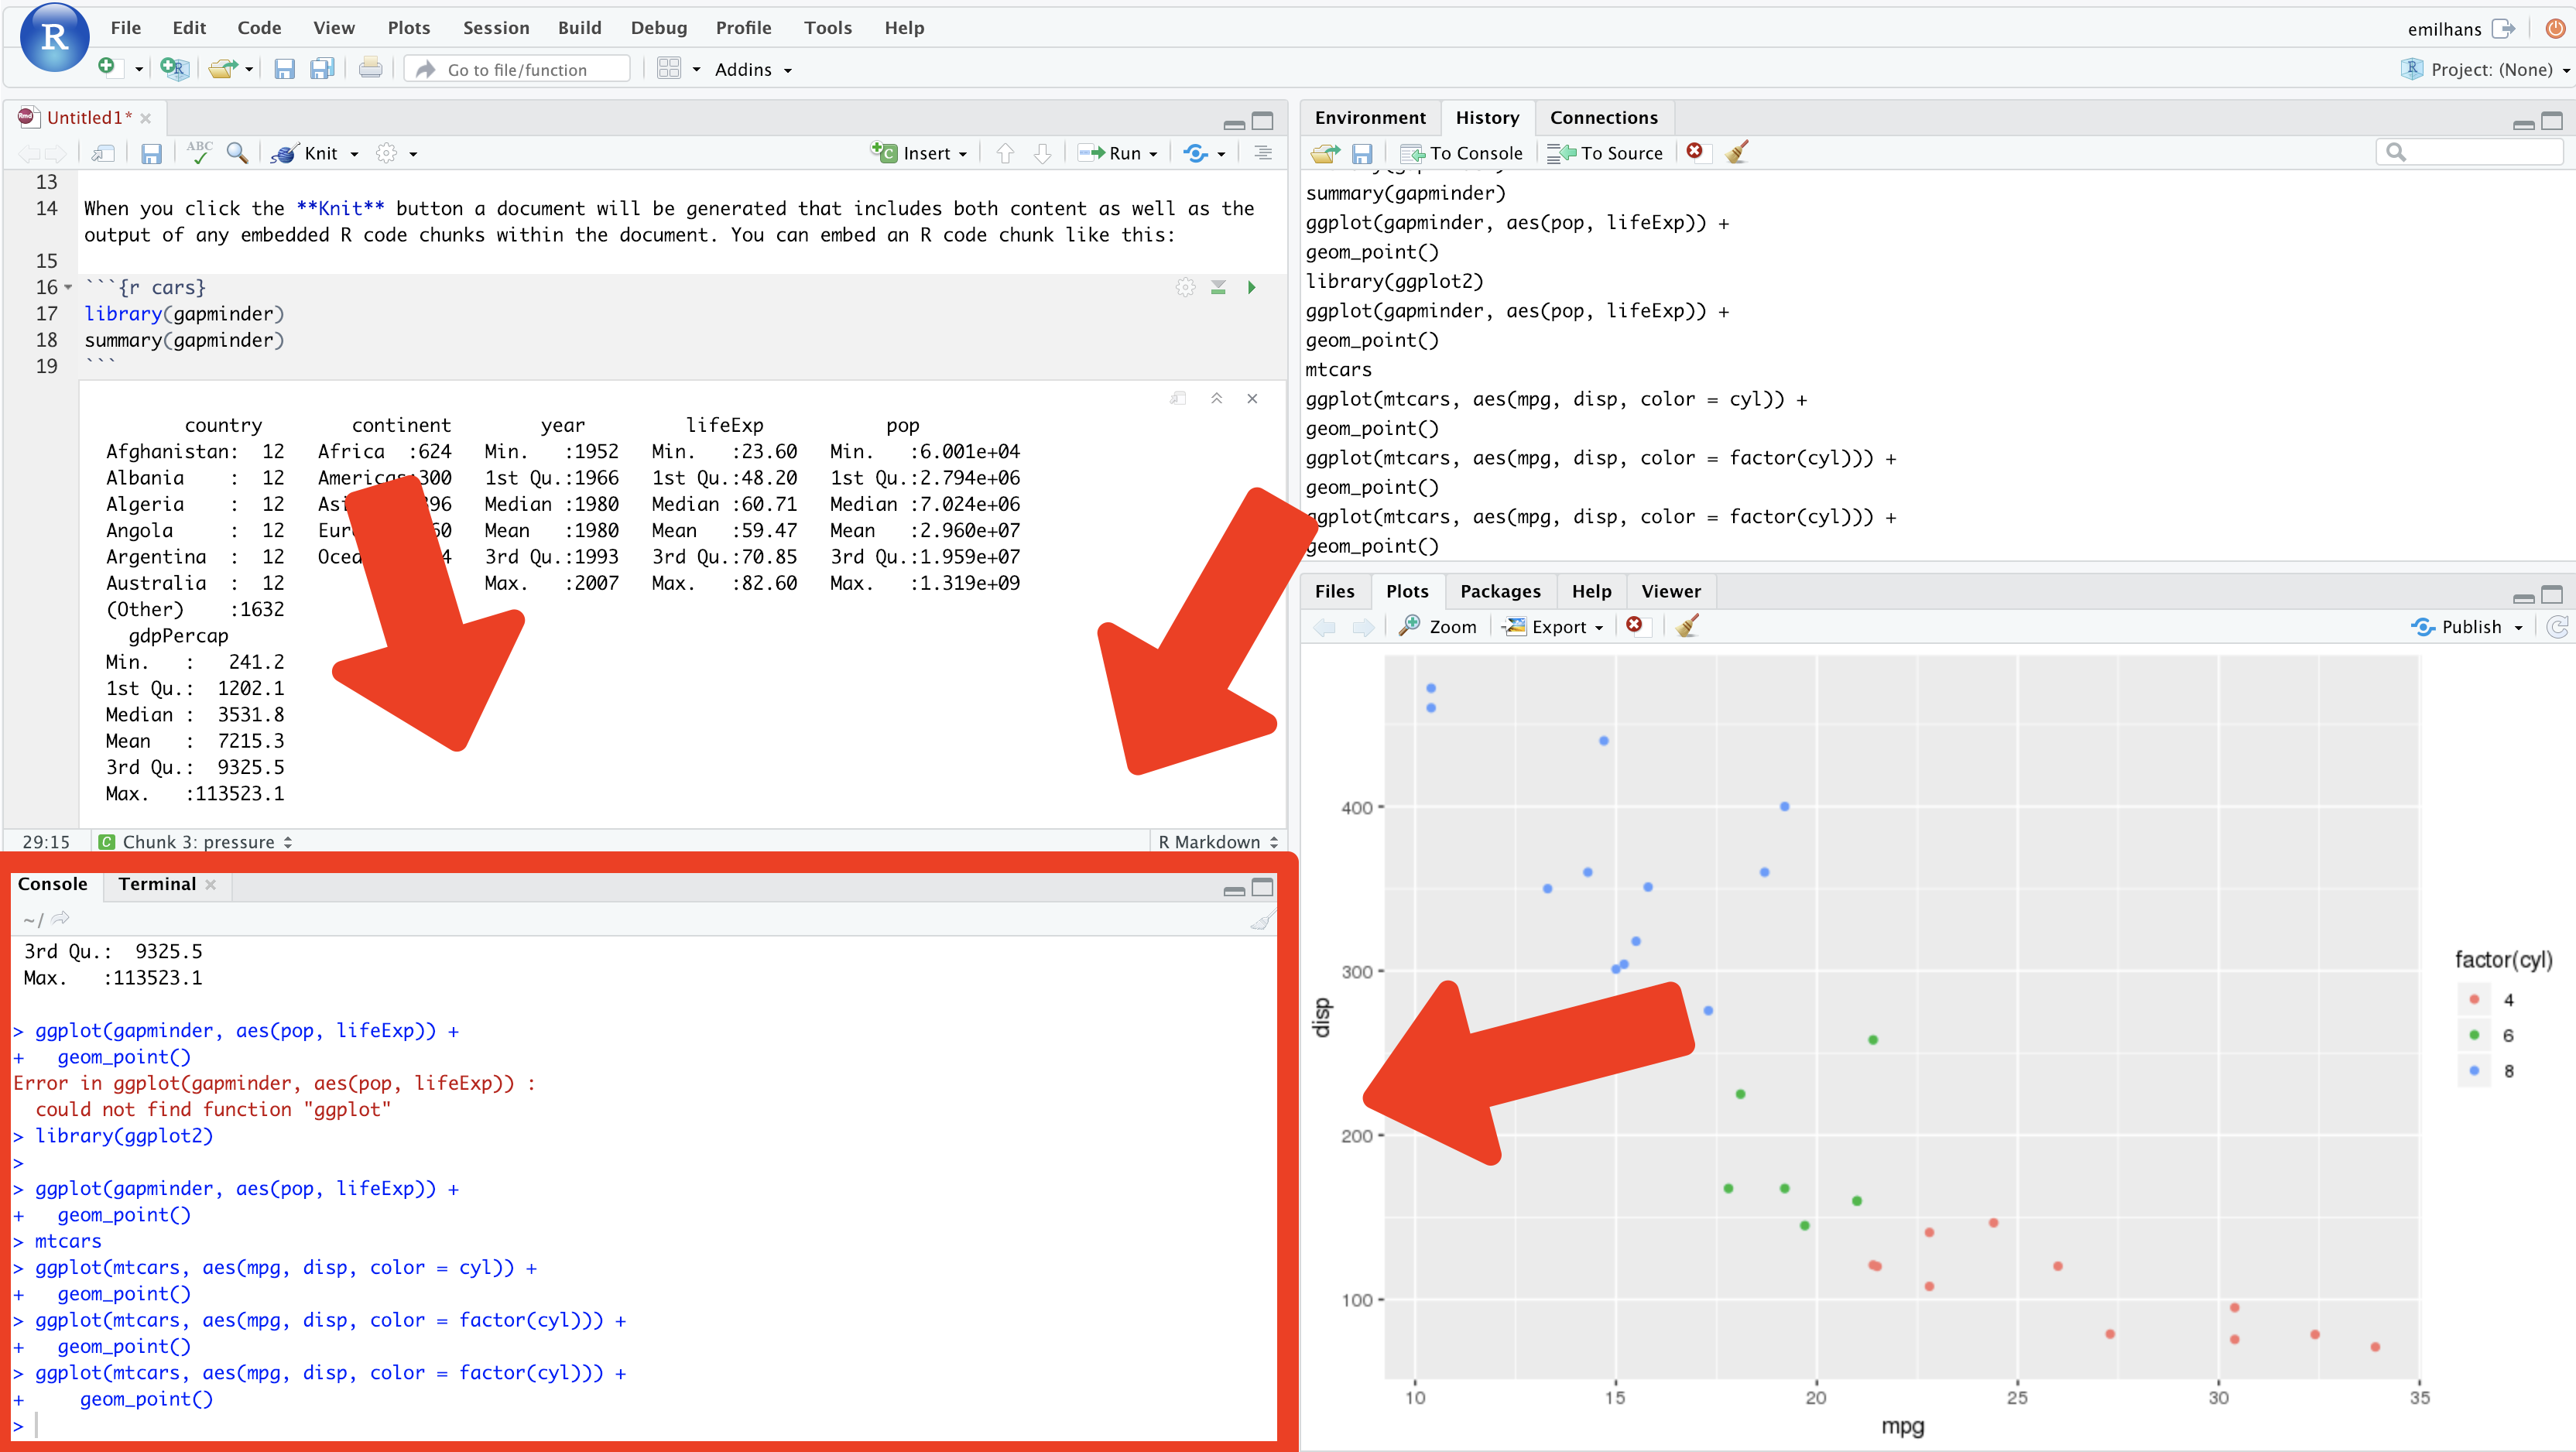 R
File Edit Code View Plots Session Build Debug Profile Tools Help
emilhans
Go to file/function
Addins
Project: (None)
Untitled1*
ABC
Knit
Insert
Run
13
14 When you click the **Knit** button a document will be generated that includes both content as well as the
output of any embedded R code chunks within the document. You can embed an R code chunk like this:
15
16 ```{r cars}
17 library(gapminder)
18 summary(gapminder)
19 ```
country continent year lifeExp pop
Afghanistan: 12 Africa :624 Min. :1952 Min. :23.60 Min. :6.001e+04
Albania : 12 Americas:300 1st Qu.:1966 1st Qu.:48.20 1st Qu.:2.794e+06
Algeria : 12 Median :1980 Median :60.71 Median :7.024e+06
Angola : 12 Mean :1980 Mean :59.47 Mean :2.960e+07
Argentina : 12 3rd Qu.:1993 3rd Qu.:70.85 3rd Qu.:1.959e+07
Australia : 12 Max. :2007 Max. :82.60 Max. :1.319e+09
(Other) :1632
gdpPercap
Min. : 241.2
1st Qu.: 1202.1
Median : 3531.8
Mean : 7215.3
3rd Qu.: 9325.5
Max. :113523.1
29:15 C Chunk 3: pressure R Markdown
Console Terminal
~/
3rd Qu.: 9325.5
Max. :113523.1
> ggplot(gapminder, aes(pop, lifeExp)) +
+ geom_point()
Error in ggplot(gapminder, aes(pop, lifeExp)) :
could not find function "ggplot"
> library(ggplot2)
>
> ggplot(gapminder, aes(pop, lifeExp)) +
+ geom_point()
> mtcars
> ggplot(mtcars, aes(mpg, disp, color = cyl)) +
+ geom_point()
> ggplot(mtcars, aes(mpg, disp, color = factor(cyl))) +
+ geom_point()
> ggplot(mtcars, aes(mpg, disp, color = factor(cyl))) +
+ geom_point()
>
Environment History Connections
To Console To Source
summary(gapminder)
ggplot(gapminder, aes(pop, lifeExp)) +
geom_point()
library(ggplot2)
ggplot(gapminder, aes(pop, lifeExp)) +
geom_point()
mtcars
ggplot(mtcars, aes(mpg, disp, color = cyl)) +
geom_point()
ggplot(mtcars, aes(mpg, disp, color = factor(cyl))) +
geom_point()
ggplot(mtcars, aes(mpg, disp, color = factor(cyl))) +
geom_point()
Files Plots Packages Help Viewer
Zoom Export Publish
400
300
200
100
disp
10 15 20 25 30 35
mpg
factor(cyl)
4
6
8